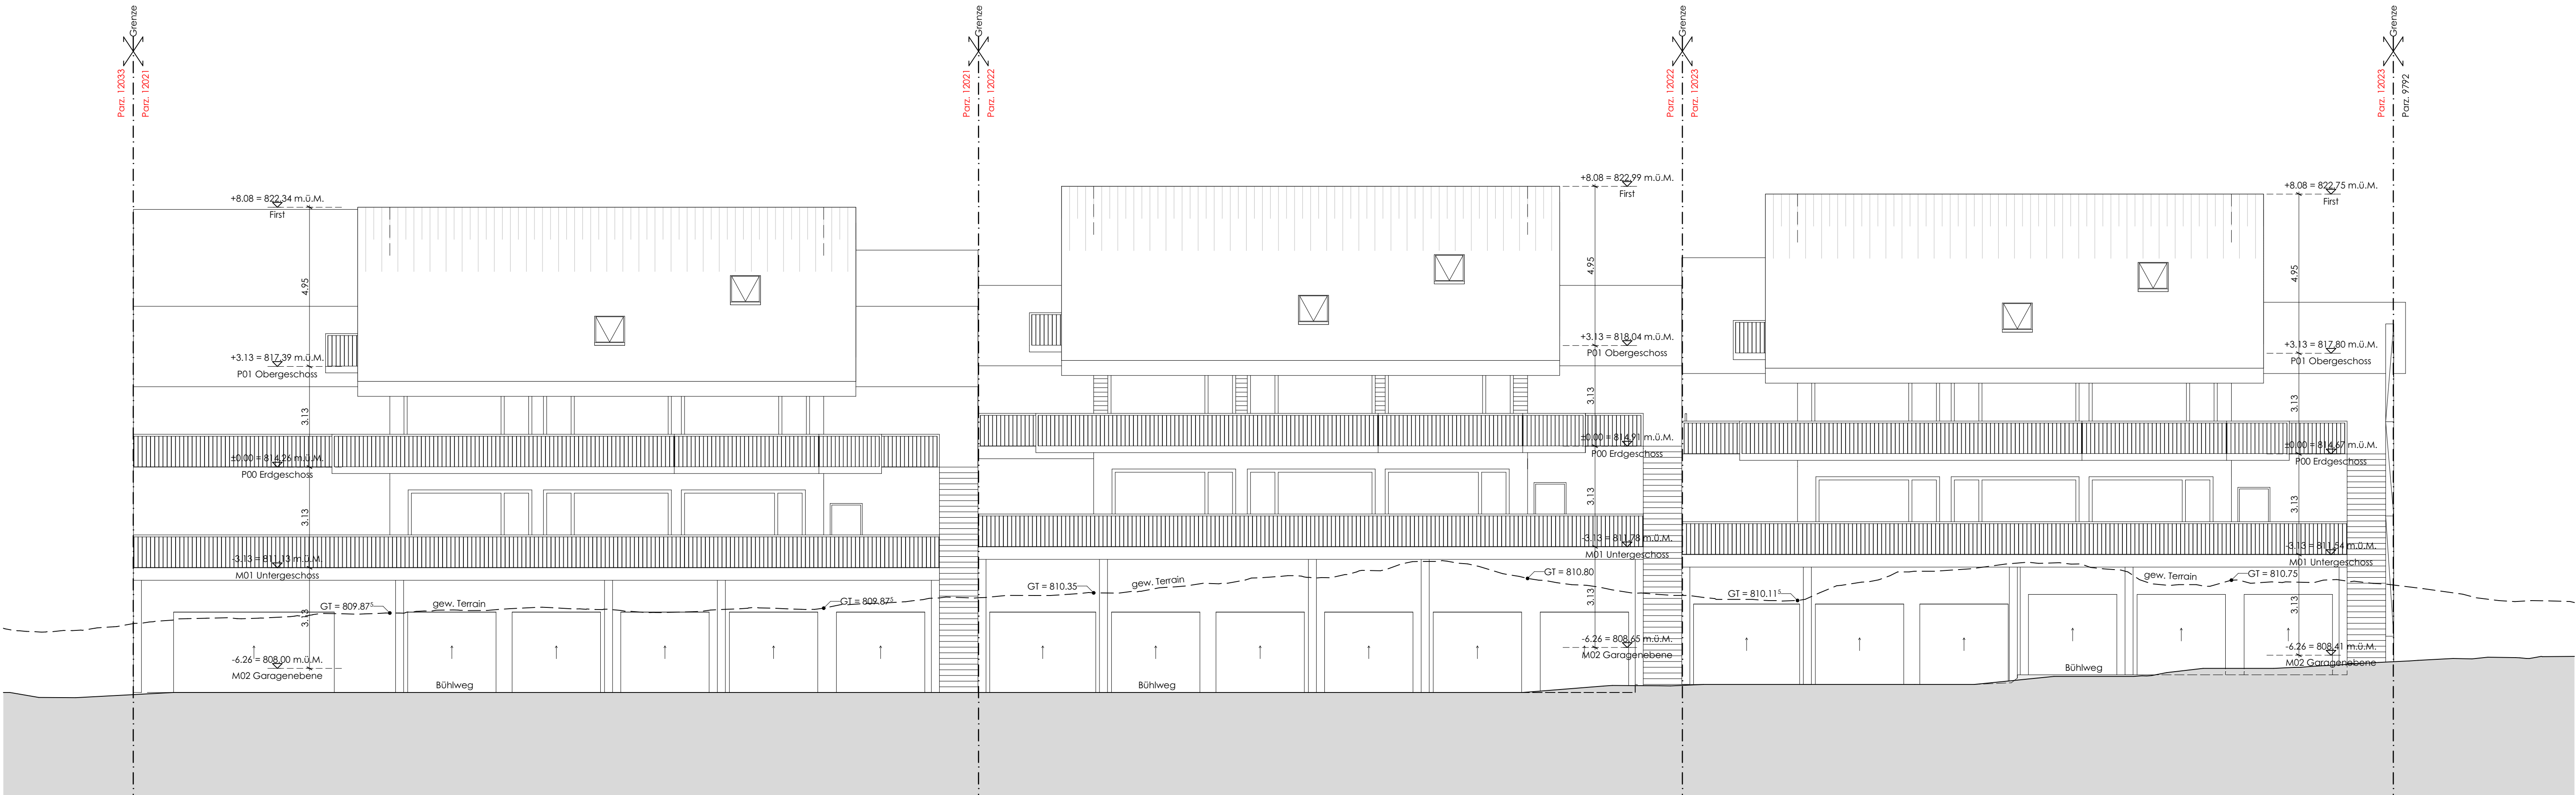 Grenze
Parz. 12033
Parz. 12021
Grenze
Parz. 12021
Parz. 12022
Grenze
Parz. 12022
Parz. 12023
Grenze
Parz. 12023
Parz. 9792
+8.08 = 822.34 m.ü.M.
First
4.95
+3.13 = 817.39 m.ü.M.
P01 Obergeschoss
3.13
±0.00 = 814.26 m.ü.M.
P00 Erdgeschoss
3.13
-3.13 = 811.13 m.ü.M.
M01 Untergeschoss
3.13
-6.26 = 808.00 m.ü.M.
M02 Garagenebene
GT = 809.87⁵
gew. Terrain
GT = 809.87⁵
Bühlweg
+8.08 = 822.99 m.ü.M.
First
4.95
+3.13 = 818.04 m.ü.M.
P01 Obergeschoss
3.13
±0.00 = 814.91 m.ü.M.
P00 Erdgeschoss
3.13
-3.13 = 811.78 m.ü.M.
M01 Untergeschoss
3.13
-6.26 = 808.65 m.ü.M.
M02 Garagenebene
GT = 810.35
gew. Terrain
GT = 810.80
Bühlweg
+8.08 = 822.75 m.ü.M.
First
4.95
+3.13 = 817.80 m.ü.M.
P01 Obergeschoss
3.13
±0.00 = 814.67 m.ü.M.
P00 Erdgeschoss
3.13
-3.13 = 811.54 m.ü.M.
M01 Untergeschoss
3.13
-6.26 = 808.41 m.ü.M.
M02 Garagenebene
GT = 810.11⁵
gew. Terrain
GT = 810.75
Bühlweg